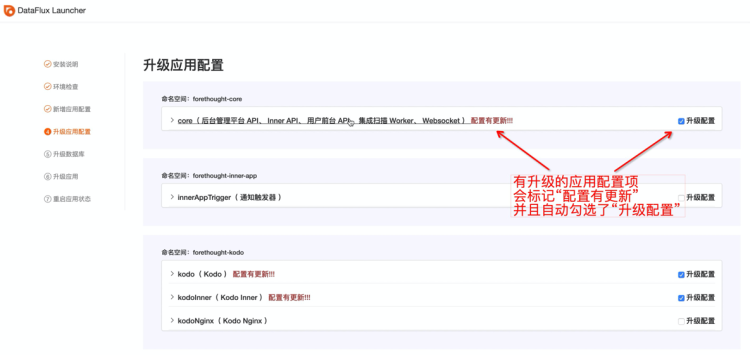 DataFlux Launcher
安装说明
环境检查
新增应用配置
4 升级应用配置
5 升级数据库
6 升级应用
7 重启应用状态
升级应用配置
命名空间：forethought-core
core（ 后台管理平台 API、 Inner API、 用户前台 API、 集成扫描 Worker、 Websocket ） 配置有更新!!!
升级配置
有升级的应用配置项
会标记“配置有更新”
并且自动勾选了“升级配置”
命名空间：forethought-inner-app
innerAppTrigger（ 通知触发器 ）
升级配置
命名空间：forethought-kodo
kodo（ Kodo ） 配置有更新!!!
升级配置
kodoInner（ Kodo Inner ） 配置有更新!!!
升级配置
kodoNginx（ Kodo Nginx ）
升级配置